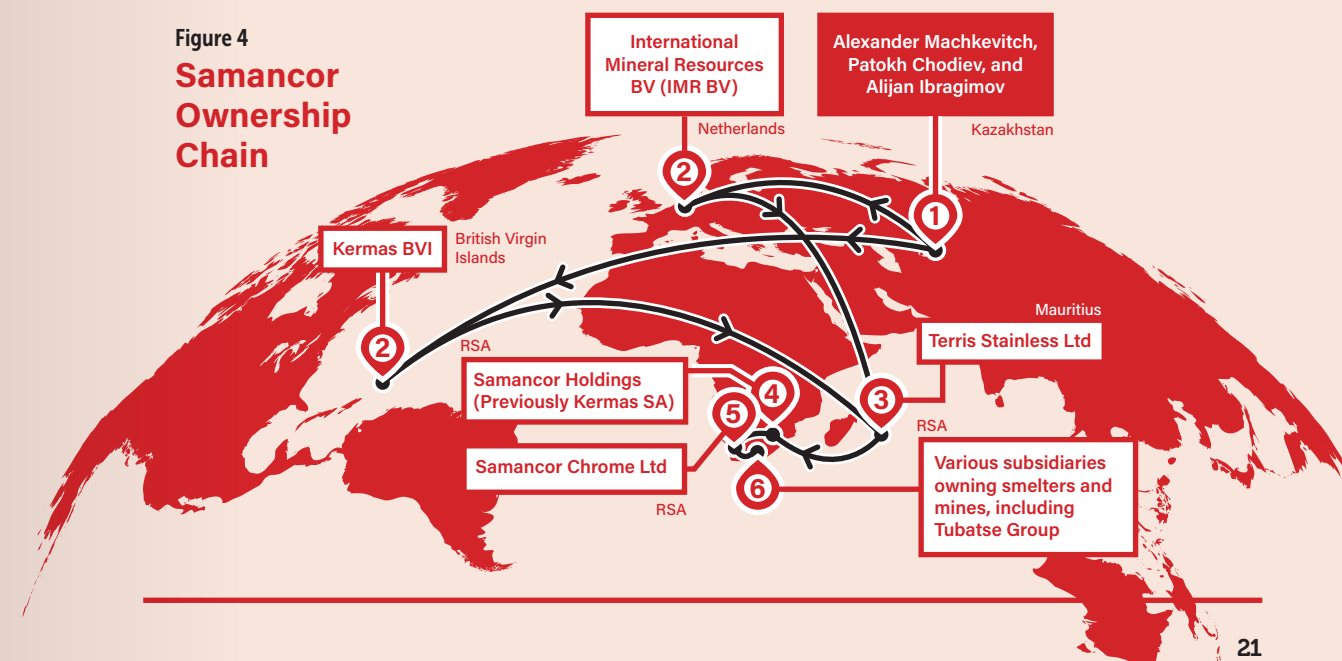 Figure 4
Samancor
Ownership
Chain
International
Mineral Resources
BV (IMR BV)
Netherlands
2
Alexander Machkevitch,
Patokh Chodiev, and
Alijan Ibragimov
Kazakhstan
1
Kermas BVI
British Virgin
Islands
2
Mauritius
Terris Stainless Ltd
3
RSA
Samancor Holdings
(Previously Kermas SA)
4
5
Samancor Chrome Ltd
RSA
6
RSA
Various subsidiaries
owning smelters and
mines, including
Tubatse Group
21